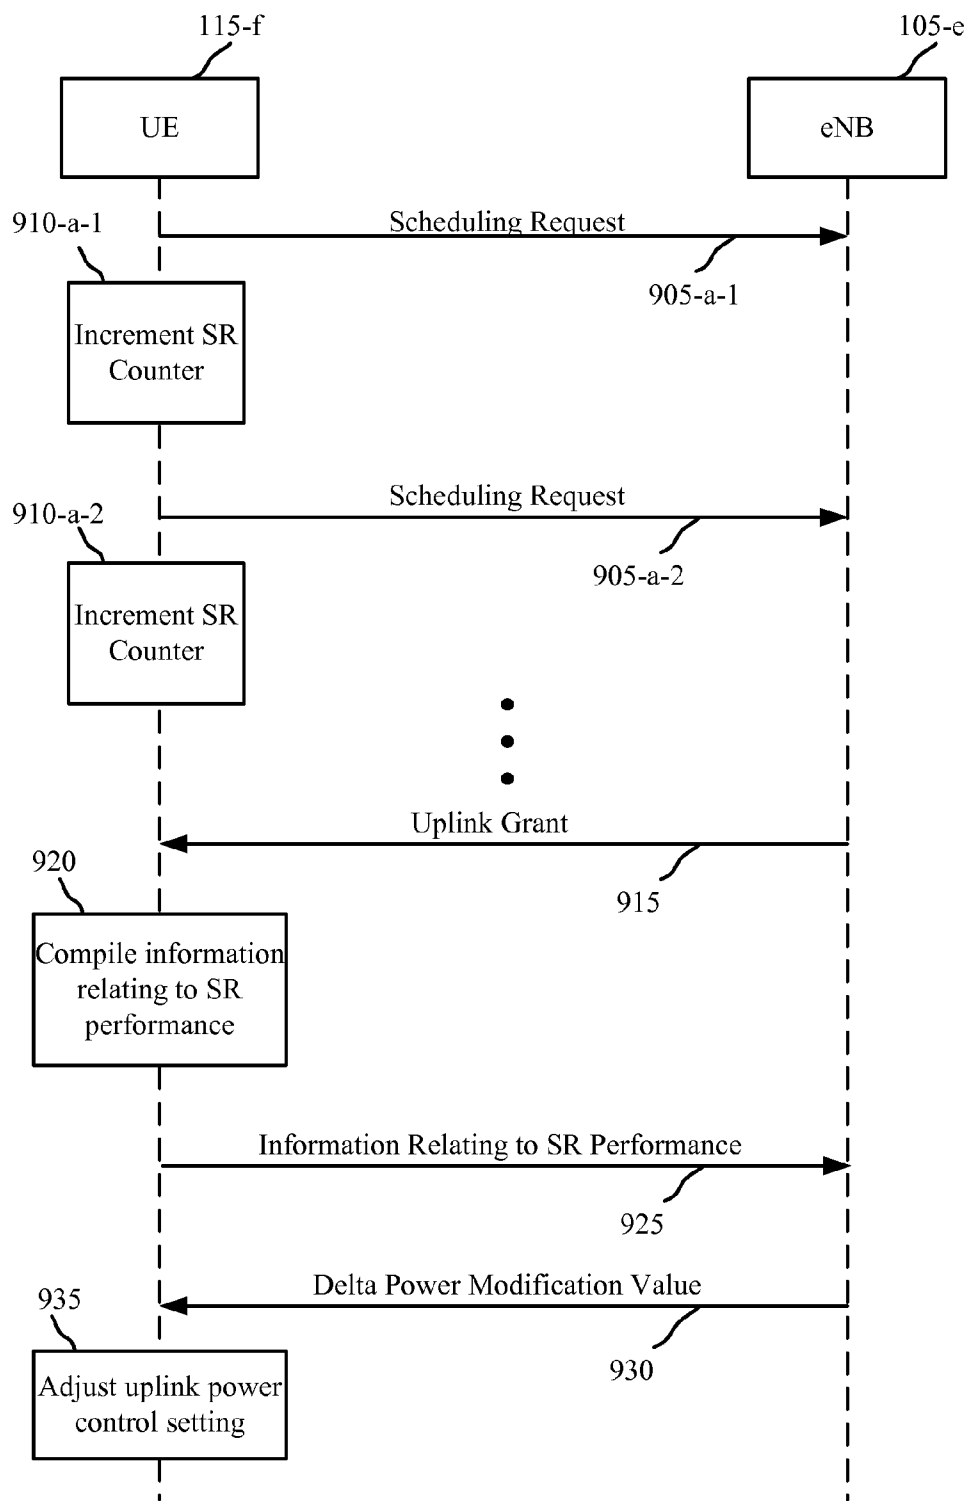 115-f
105-e
UE
eNB
910-a-1
Scheduling Request
905-a-1
Increment SR
Counter
910-a-2
Scheduling Request
905-a-2
Increment SR
Counter
Uplink Grant
920
915
Compile information
relating to SR
performance
Information Relating to SR Performance
925
Delta Power Modification Value
935
930
Adjust uplink power
control setting